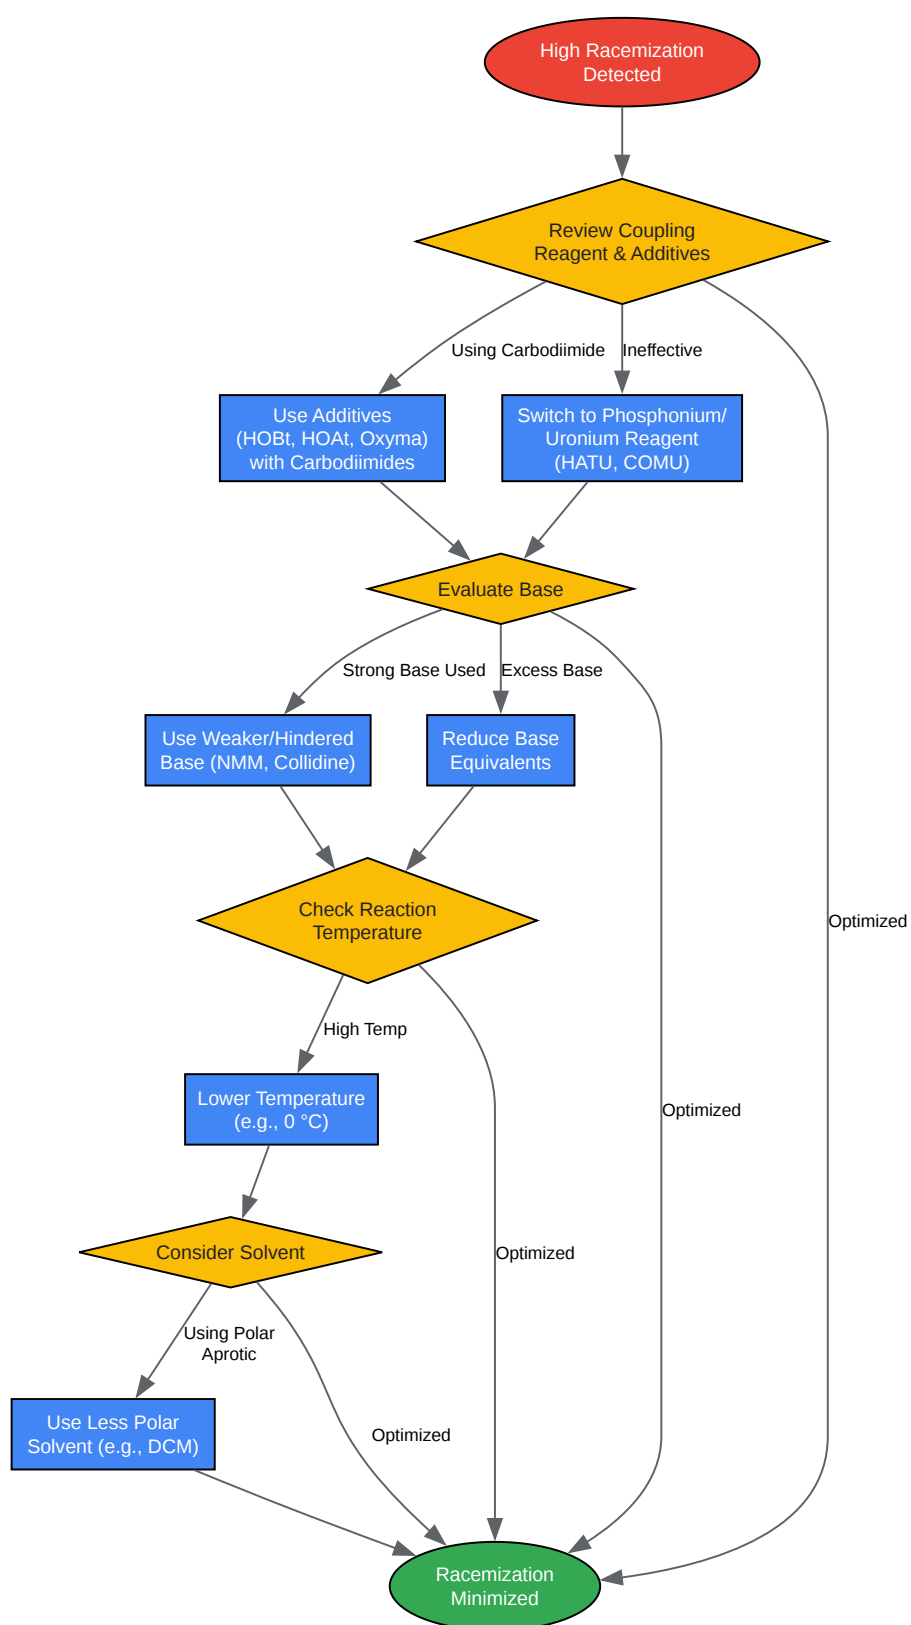 High Racemization
Detected
Review Coupling
Reagent & Additives
Using Carbodiimide
Ineffective
Use Additives
(HOBt, HOAt, Oxyma)
with Carbodiimides
Switch to Phosphonium/
Uronium Reagent
(HATU, COMU)
Evaluate Base
Strong Base Used
Excess Base
Use Weaker/Hindered
Base (NMM, Collidine)
Reduce Base
Equivalents
Check Reaction
Temperature
Optimized
High Temp
Lower Temperature
(e.g., 0 °C)
Optimized
Consider Solvent
Optimized
Using Polar
Aprotic
Use Less Polar
Solvent (e.g., DCM)
Optimized
Racemization
Minimized